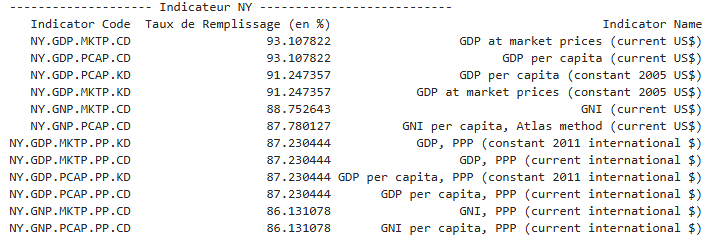 ------------------- Indicateur NY --------------------------
Indicator Code Taux de Remplissage (en %) Indicator Name
NY.GDP.MKTP.CD 93.107822 GDP at market prices (current US$)
NY.GDP.PCAP.CD 93.107822 GDP per capita (current US$)
NY.GDP.PCAP.KD 91.247357 GDP per capita (constant 2005 US$)
NY.GDP.MKTP.KD 91.247357 GDP at market prices (constant 2005 US$)
NY.GNP.MKTP.CD 88.752643 GNI (current US$)
NY.GNP.PCAP.CD 87.780127 GNI per capita, Atlas method (current US$)
NY.GDP.MKTP.PP.KD 87.230444 GDP, PPP (constant 2011 international $)
NY.GDP.MKTP.PP.CD 87.230444 GDP, PPP (current international $)
NY.GDP.PCAP.PP.KD 87.230444 GDP per capita, PPP (constant 2011 international $)
NY.GDP.PCAP.PP.CD 87.230444 GDP per capita, PPP (current international $)
NY.GNP.MKTP.PP.CD 86.131078 GNI, PPP (current international $)
NY.GNP.PCAP.PP.CD 86.131078 GNI per capita, PPP (current international $)